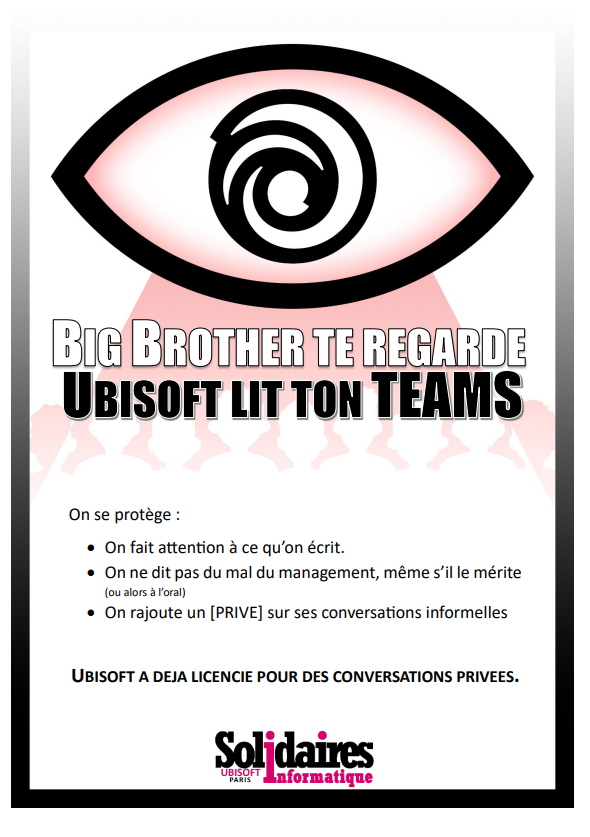 BIG BROTHER TE REGARDE
UBISOFT LIT TON TEAMS
On se protège :
• On fait attention à ce qu'on écrit.
• On ne dit pas du mal du management, même s'il le mérite
(ou alors à l'oral)
• On rajoute un [PRIVE] sur ses conversations informelles
UBISOFT A DEJA LICENCIE POUR DES CONVERSATIONS PRIVEES.
Solidaires
UBISOFT
PARIS
Informatique